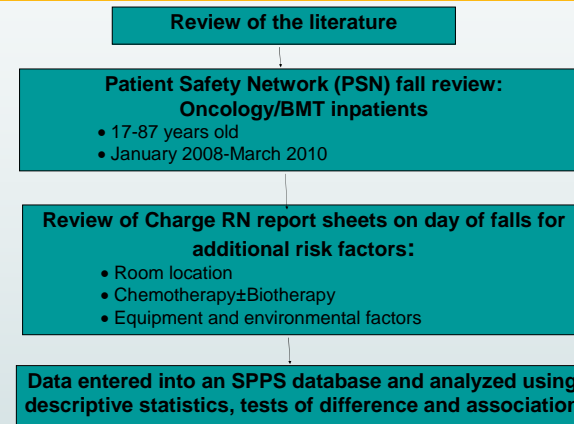 Review of the literature
Patient Safety Network (PSN) fall review:
Oncology/BMT inpatients
• 17-87 years old
• January 2008-March 2010
Review of Charge RN report sheets on day of falls for
additional risk factors:
• Room location
• Chemotherapy±Biotherapy
• Equipment and environmental factors
Data entered into an SPPS database and analyzed using
descriptive statistics, tests of difference and association